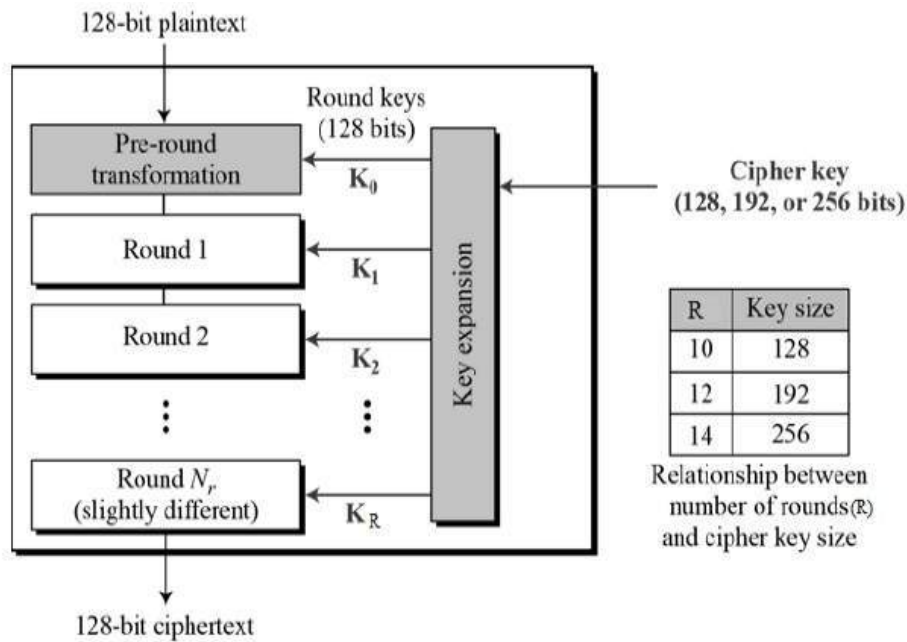 128-bit plaintext
Round keys
(128 bits)
Pre-round
transformation
K₀
Cipher key
(128, 192, or 256 bits)
Round 1
K₁
Round 2
K₂
Key expansion
Round Nᵣ
(slightly different)
K_R
128-bit ciphertext
R Key size
10 128
12 192
14 256
Relationship between
number of rounds(R)
and cipher key size